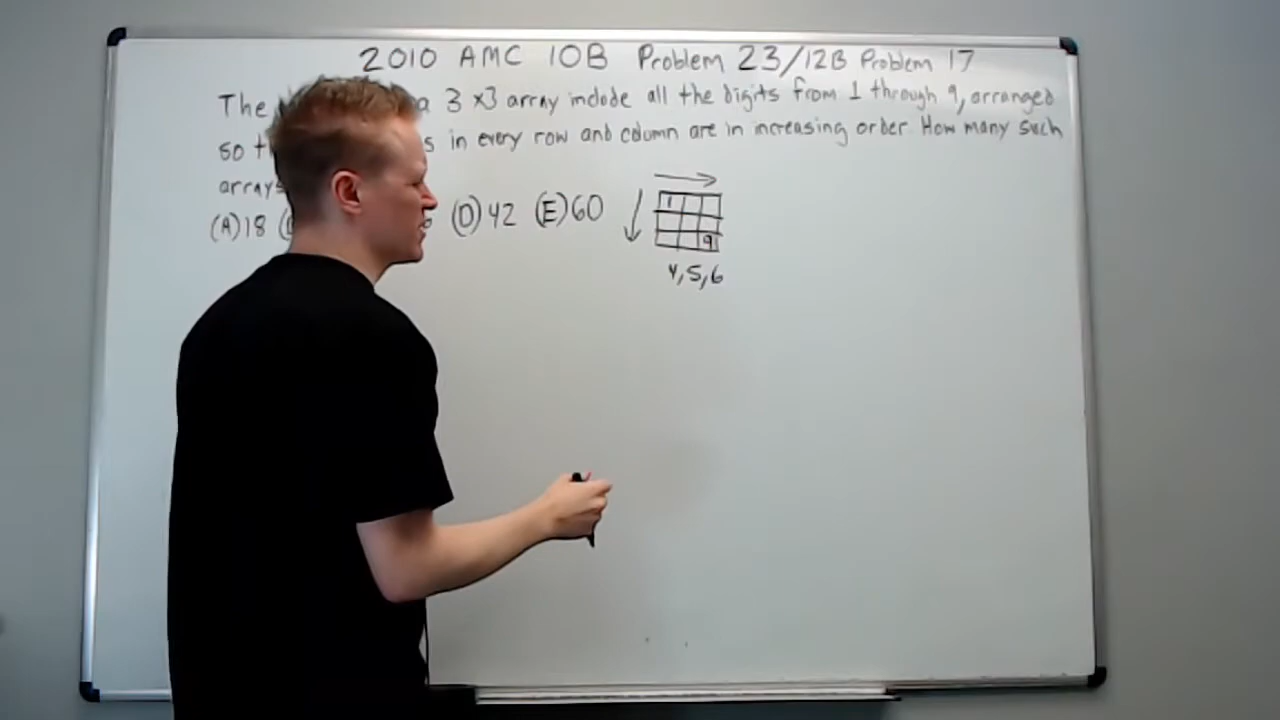 2010 AMC 10B Problem 23/12B Problem 17
The a 3 x3 array include all the digits from 1 through 9, arranged
so in every row and column are in increasing order. How many such
arrays
(A)18 (D)42 (E)60
1
9
4,5,6